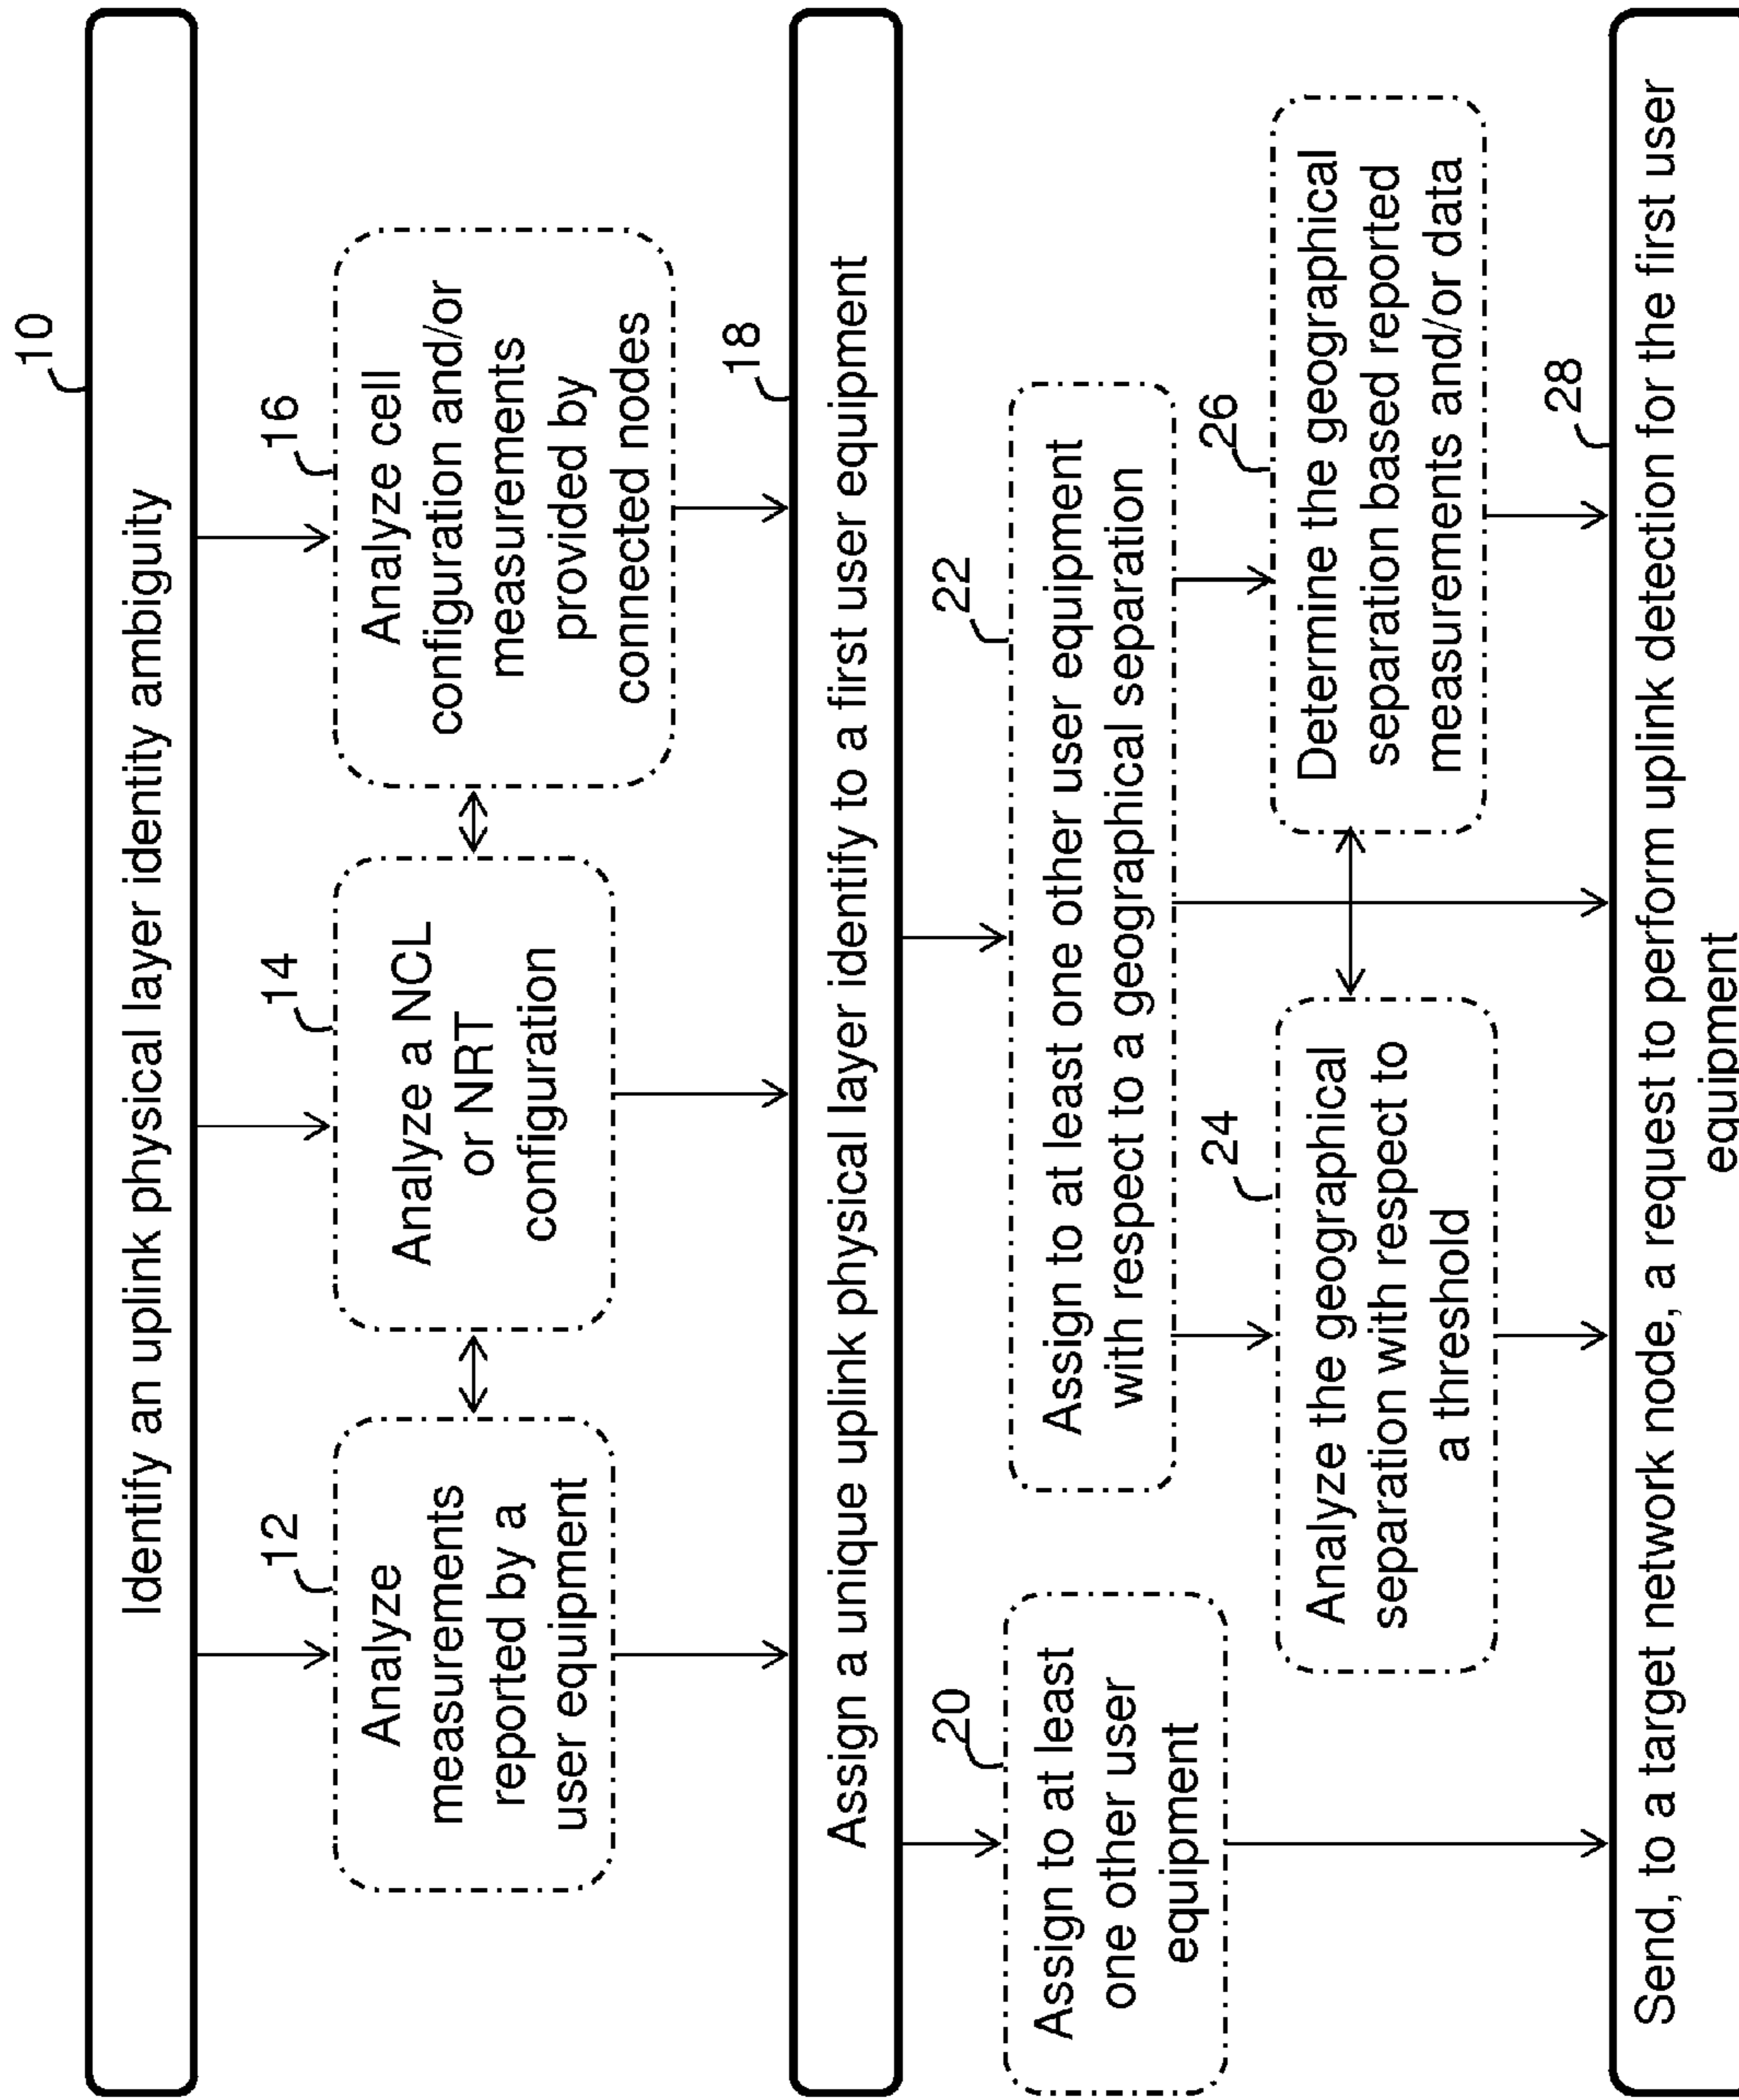 10
Identify an uplink physical layer identity ambiguity
12
Analyze
measurements
reported by a
user equipment
14
Analyze a NCL
or NRT
configuration
16
Analyze cell
configuration and/or
measurements
provided by
connected nodes
18
Assign a unique uplink physical layer identify to a first user equipment
20
Assign to at least
one other user
equipment
22
Assign to at least one other user equipment
with respect to a geographical separation
24
Analyze the geographical
separation with respect to
a threshold
26
Determine the geographical
separation based reported
measurements and/or data
28
Send, to a target network node, a request to perform uplink detection for the first user
equipment